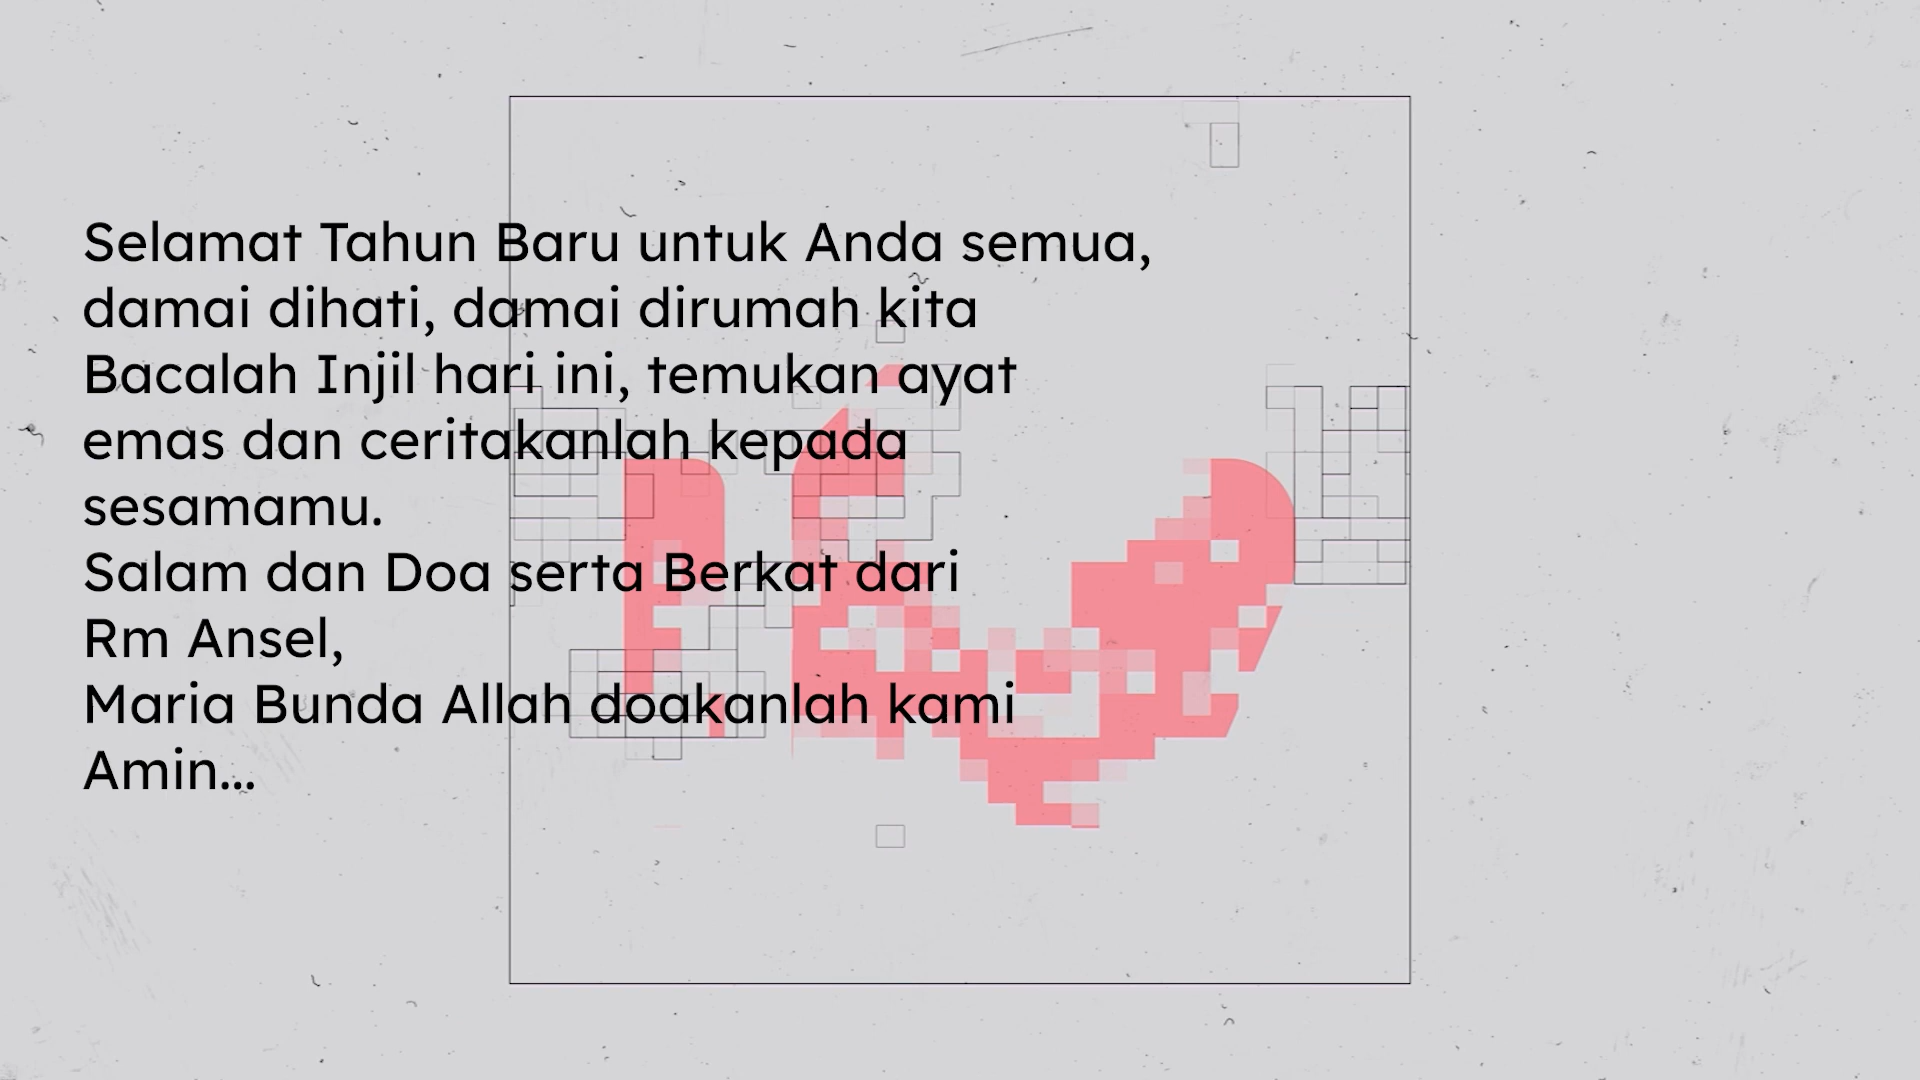 Selamat Tahun Baru untuk Anda semua,
damai dihati, damai dirumah kita
Bacalah Injil hari ini, temukan ayat
emas dan ceritakanlah kepada
sesamamu.
Salam dan Doa serta Berkat dari
Rm Ansel,
Maria Bunda Allah doakanlah kami
Amin...